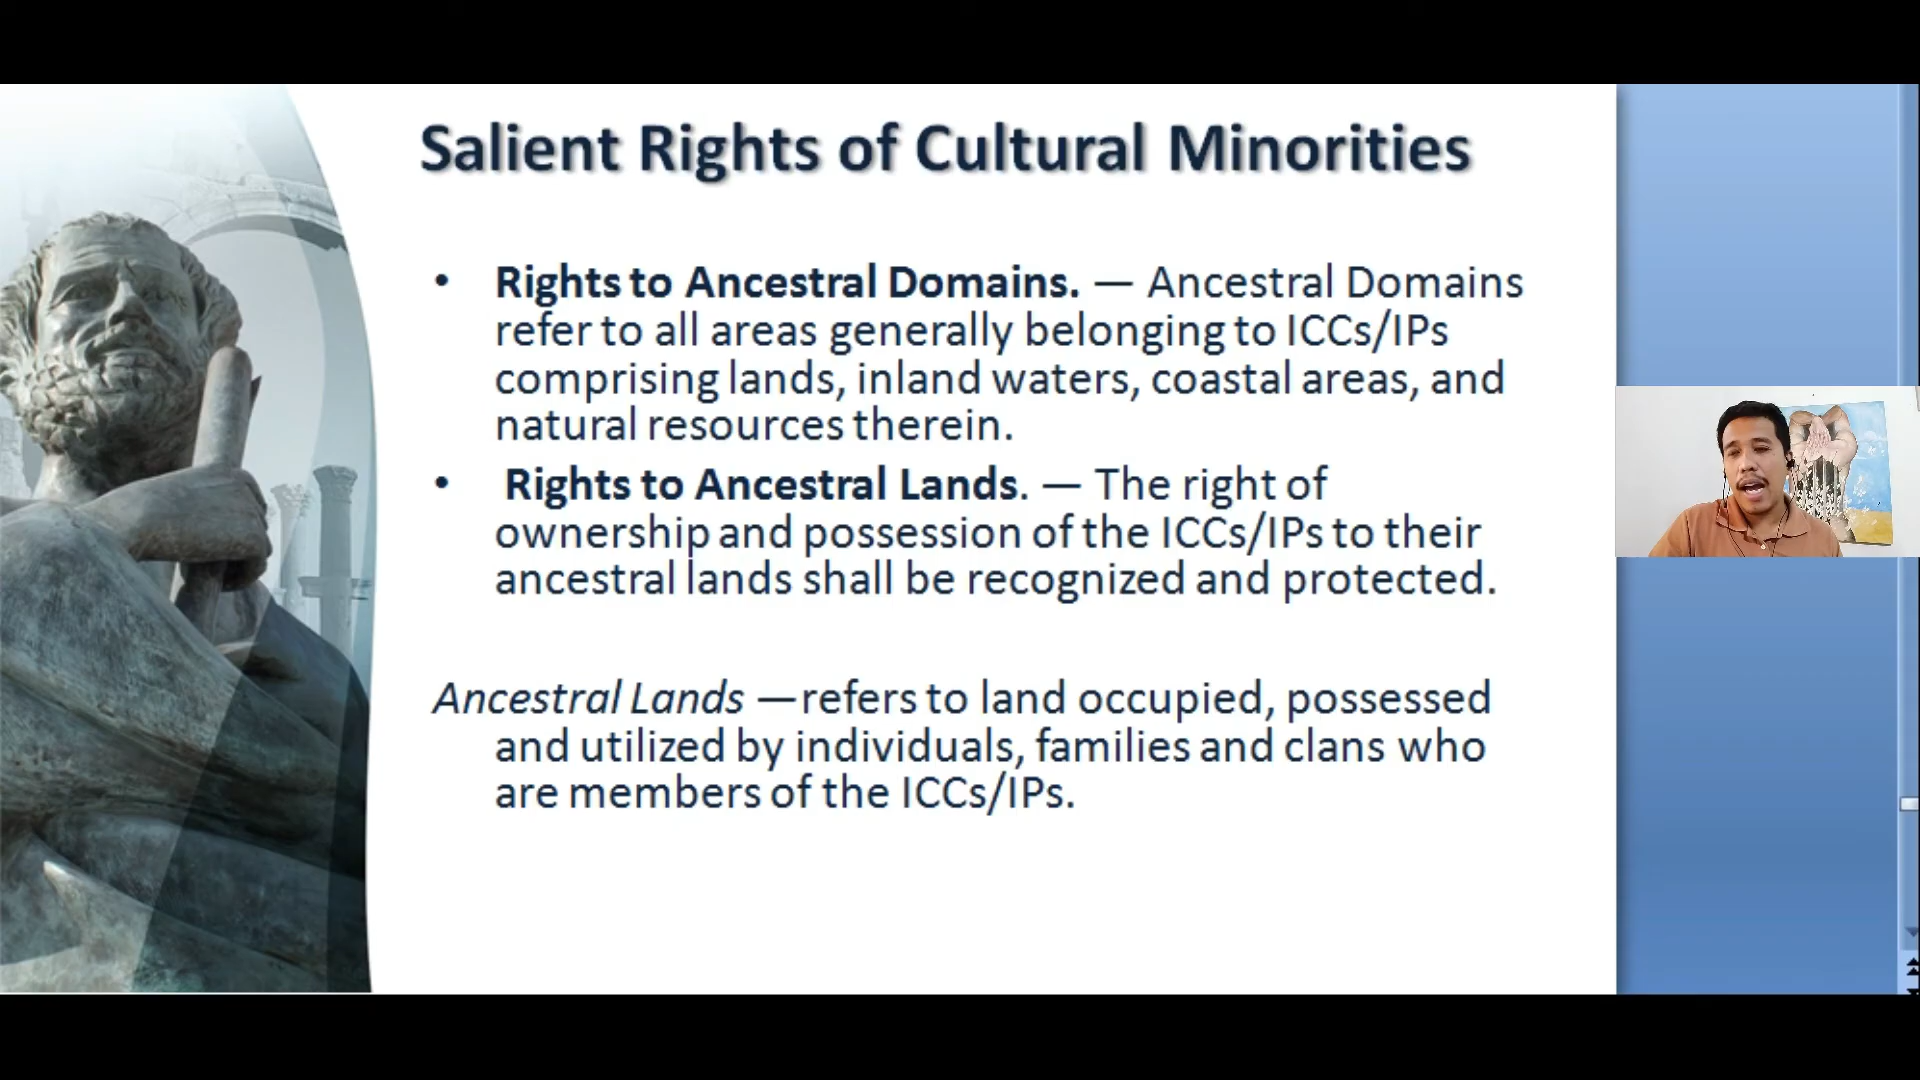 Salient Rights of Cultural Minorities
• Rights to Ancestral Domains. — Ancestral Domains
refer to all areas generally belonging to ICCs/IPs
comprising lands, inland waters, coastal areas, and
natural resources therein.
• Rights to Ancestral Lands. — The right of
ownership and possession of the ICCs/IPs to their
ancestral lands shall be recognized and protected.
Ancestral Lands —refers to land occupied, possessed
and utilized by individuals, families and clans who
are members of the ICCs/IPs.